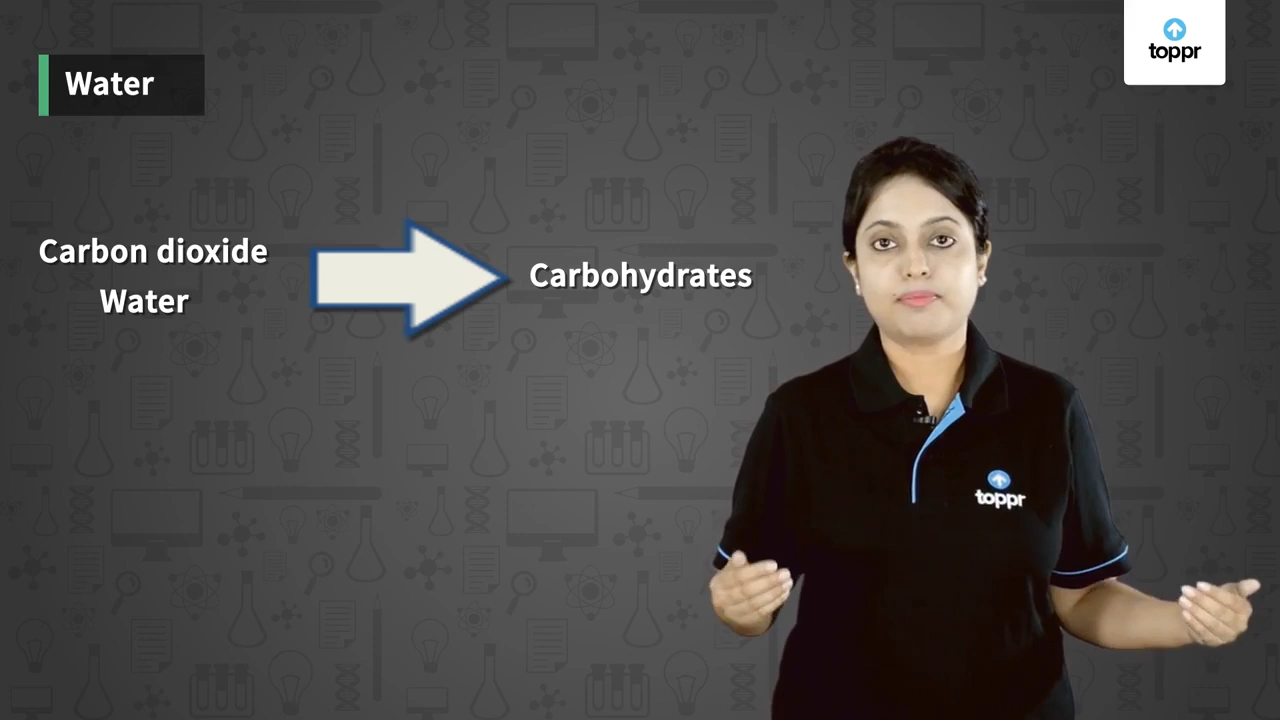 Water
toppr
Carbon dioxide
Water
Carbohydrates
toppr